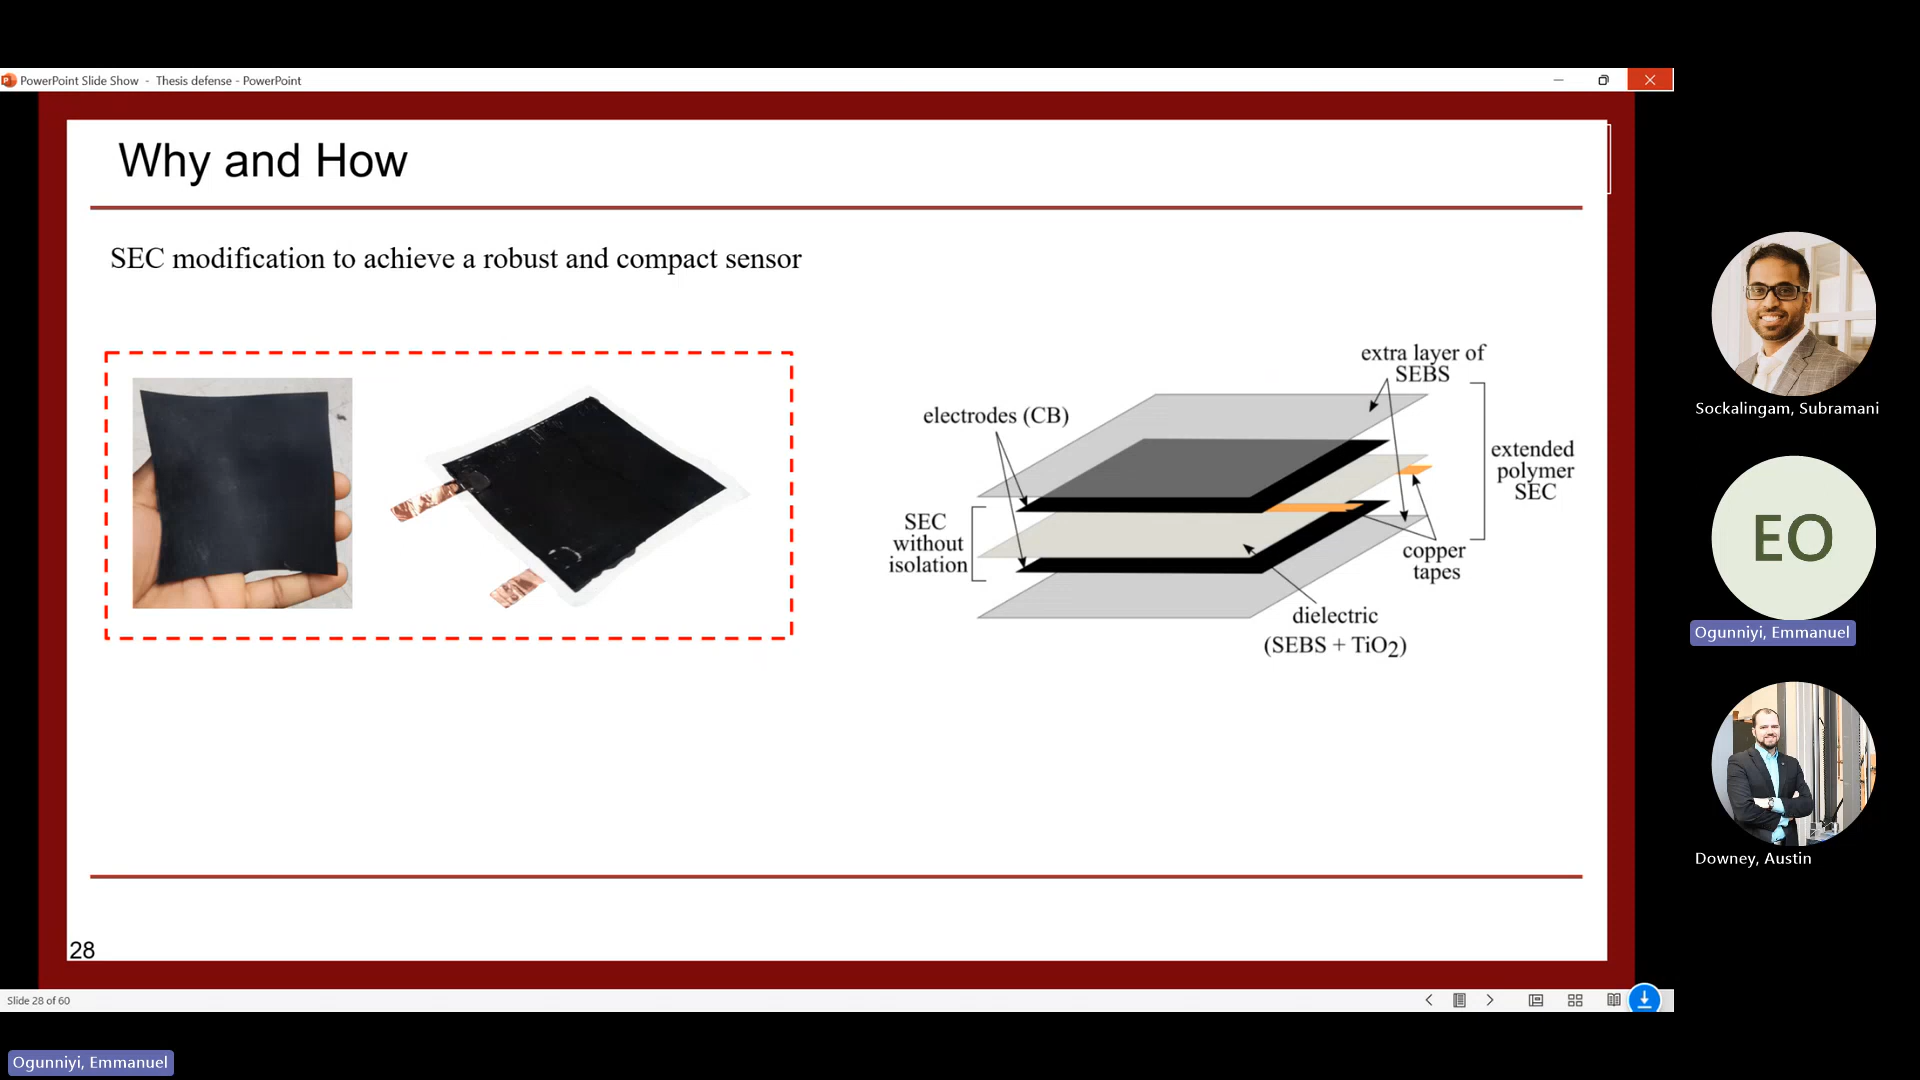 PowerPoint Slide Show - Thesis defense - PowerPoint
Why and How
SEC modification to achieve a robust and compact sensor
extra layer of
SEBS
electrodes (CB)
extended
polymer
SEC
SEC
without
isolation
copper
tapes
dielectric
(SEBS + TiO2)
28
Slide 28 of 60
Sockalingam, Subramani
EO
Ogunniyi, Emmanuel
Downey, Austin
Ogunniyi, Emmanuel